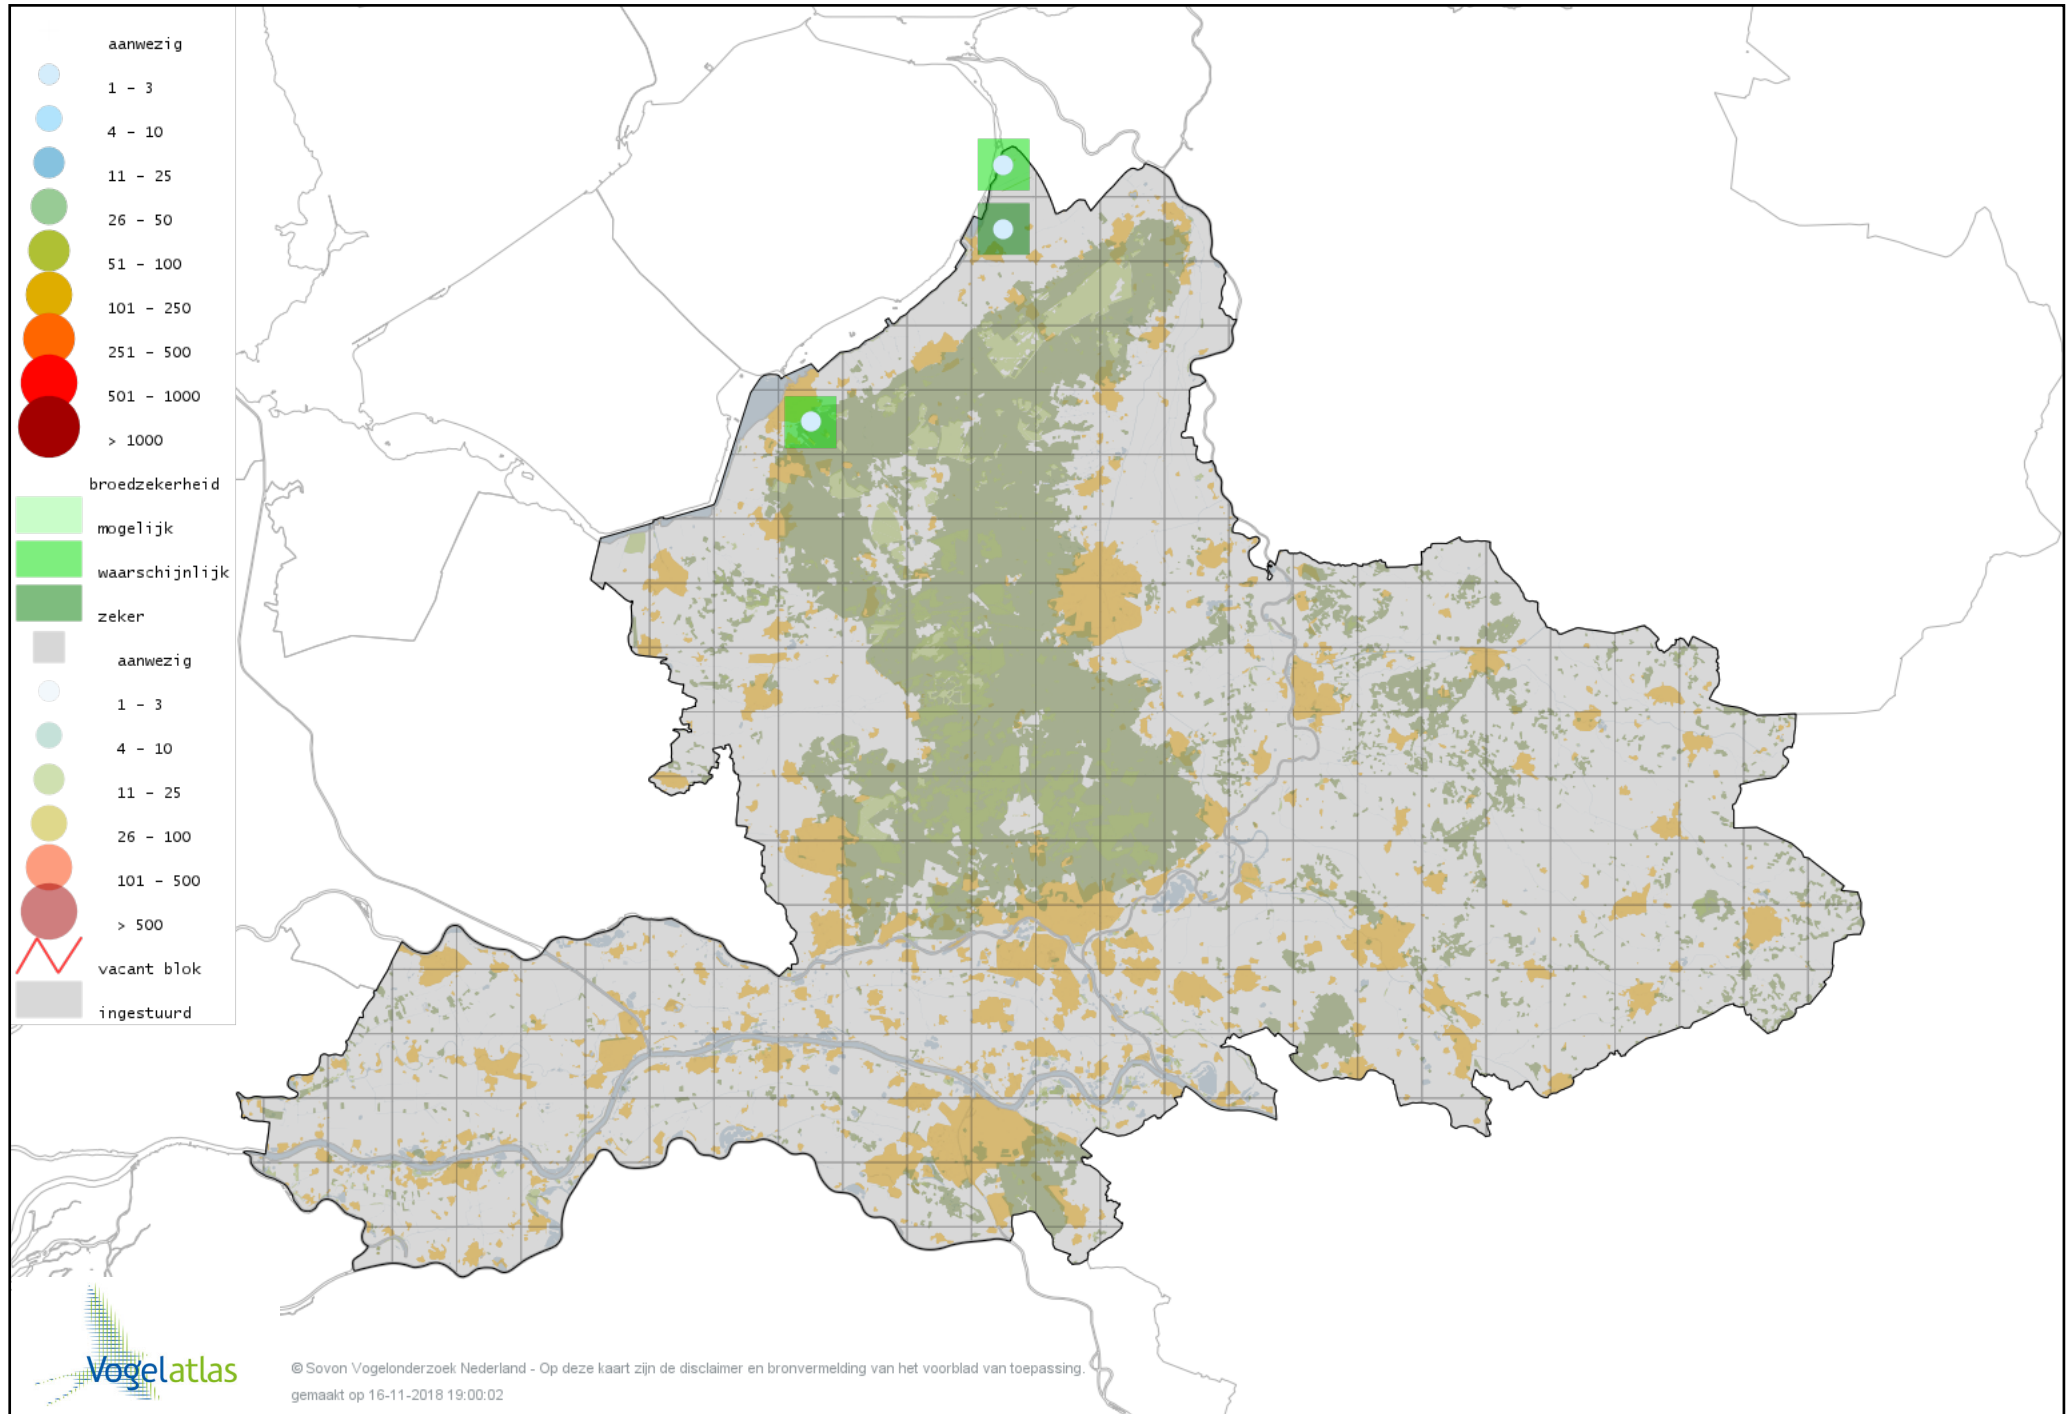 aanwezig
1 - 3
4 - 10
11 - 25
26 - 50
51 - 100
101 - 250
251 - 500
501 - 1000
> 1000
broedzekerheid
mogelijk
waarschijnlijk
zeker
aanwezig
1 - 3
4 - 10
11 - 25
26 - 100
101 - 500
> 500
vacant blok
ingestuurd
Vogelatlas
© Sovon Vogelonderzoek Nederland - Op deze kaart zijn de disclaimer en bronvermelding van het voorblad van toepassing.
gemaakt op 16-11-2018 19:00:02